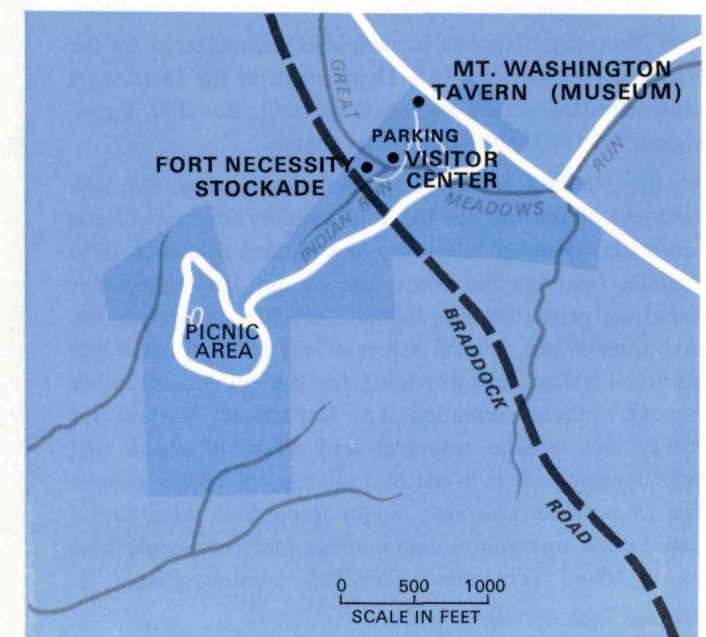 MT. WASHINGTON
TAVERN (MUSEUM)
GREAT
PARKING
VISITOR
CENTER
FORT NECESSITY
STOCKADE
RUN
MEADOWS
INDIAN RUN
PICNIC
AREA
BRADDOCK
ROAD
0 500 1000
SCALE IN FEET